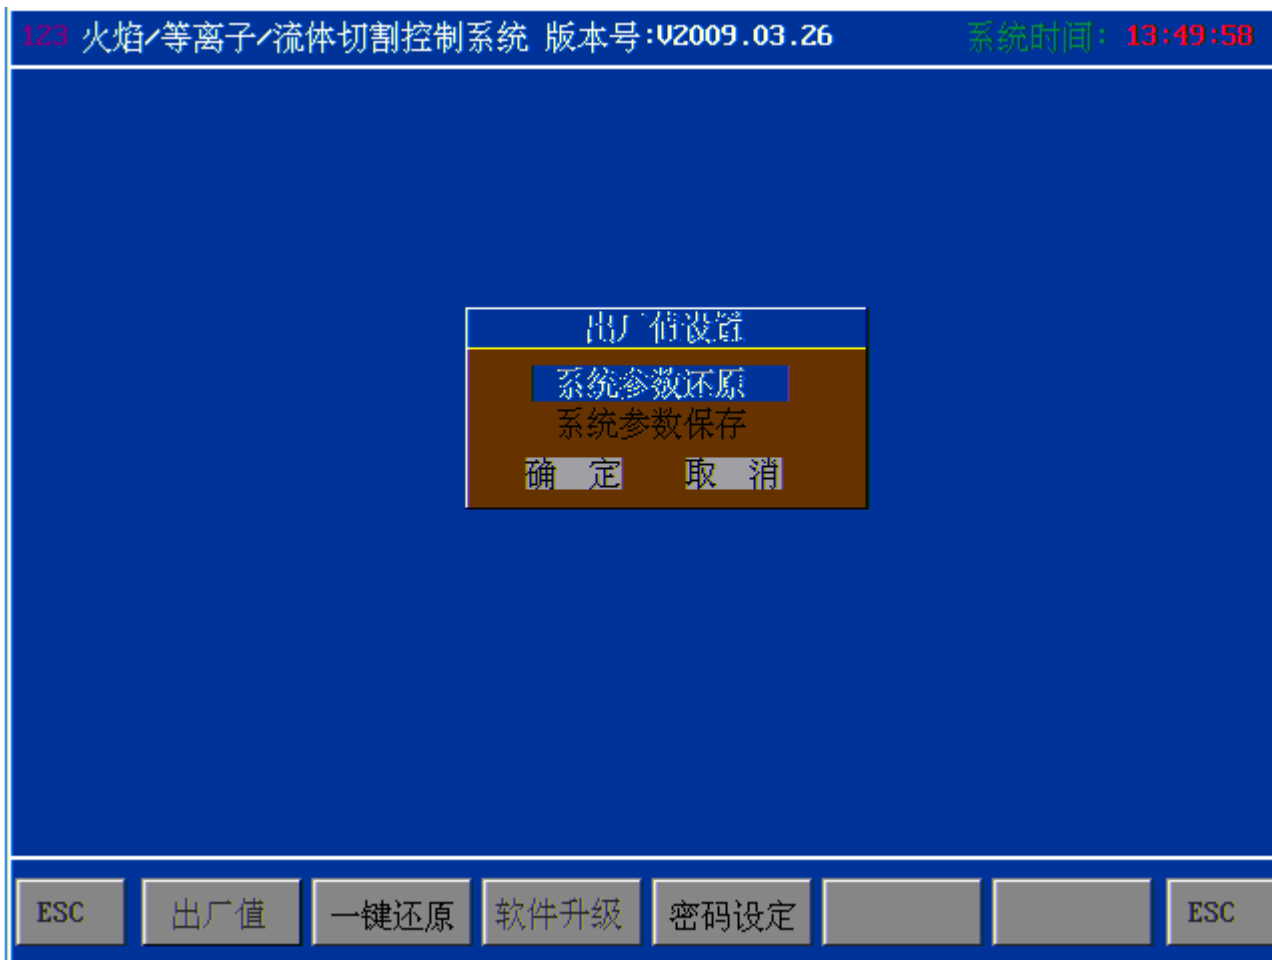 123 火焰/等离子/流体切割控制系统 版本号:V2009.03.26 系统时间: 13:49:58
出厂值设置
系统参数还原
系统参数保存
确 定 取 消
ESC 出厂值 一键还原 软件升级 密码设定 ESC